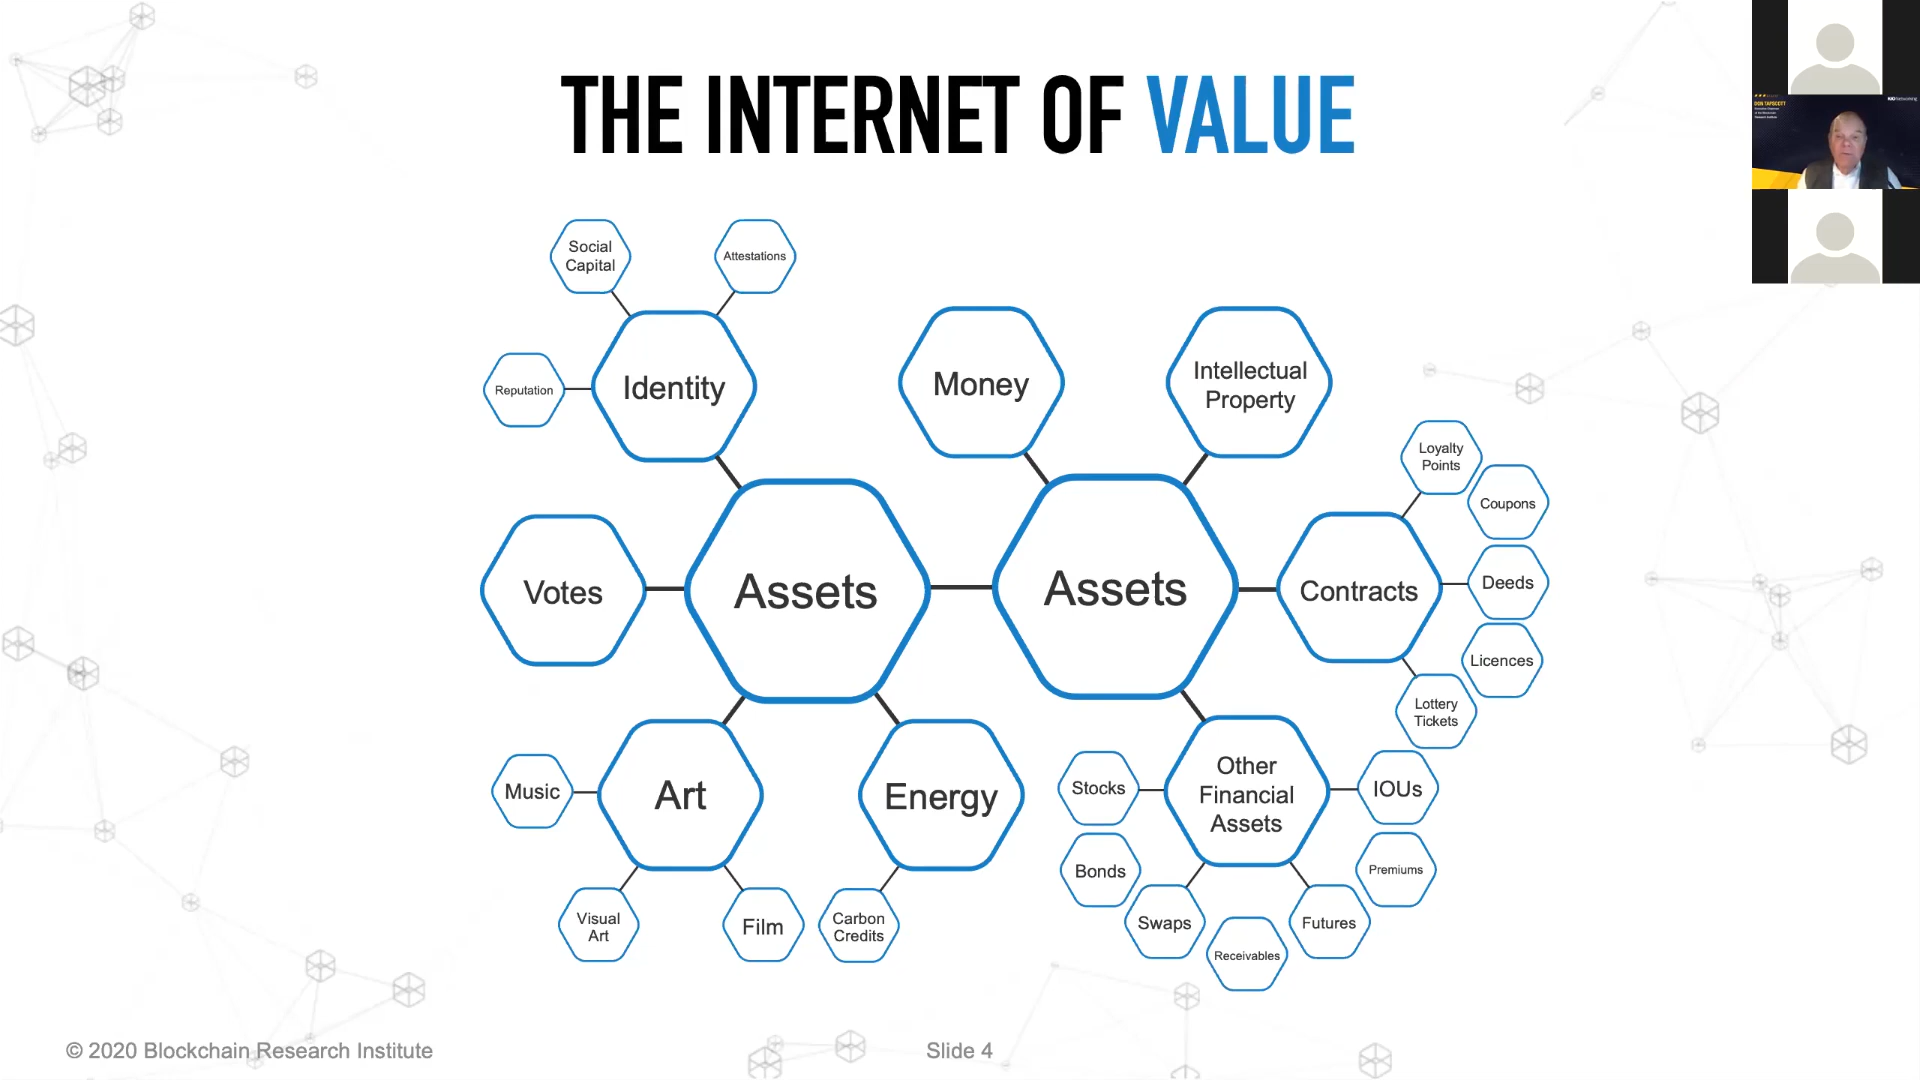 THE INTERNET OF VALUE
DON TAPSCOTT
Social
Capital
Attestations
Reputation
Identity
Money
Intellectual
Property
Loyalty
Points
Coupons
Votes
Assets
Assets
Contracts
Deeds
Licences
Lottery
Tickets
Music
Art
Energy
Other
Financial
Assets
Stocks
IOUs
Bonds
Premiums
Visual
Art
Film
Carbon
Credits
Swaps
Futures
Receivables
© 2020 Blockchain Research Institute
Slide 4